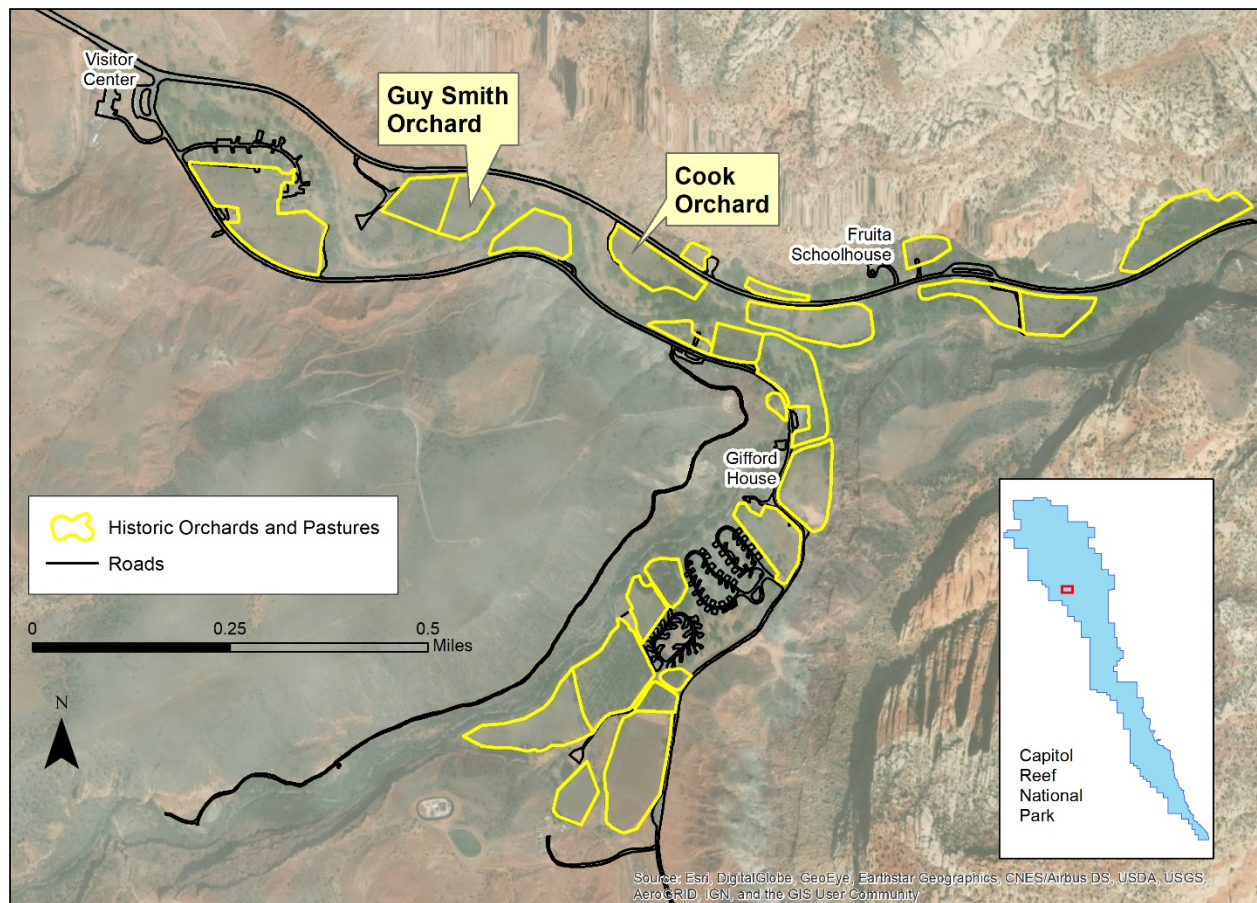 Visitor
Center
Guy Smith
Orchard
Cook
Orchard
Fruita
Schoolhouse
Gifford
House
Historic Orchards and Pastures
Roads
0
0.25
0.5
Miles
N
Capitol
Reef
National
Park
Source: Esri, DigitalGlobe, GeoEye, Earthstar Geographics, CNES/Airbus DS, USDA, USGS,
AeroGRID, IGN, and the GIS User Community